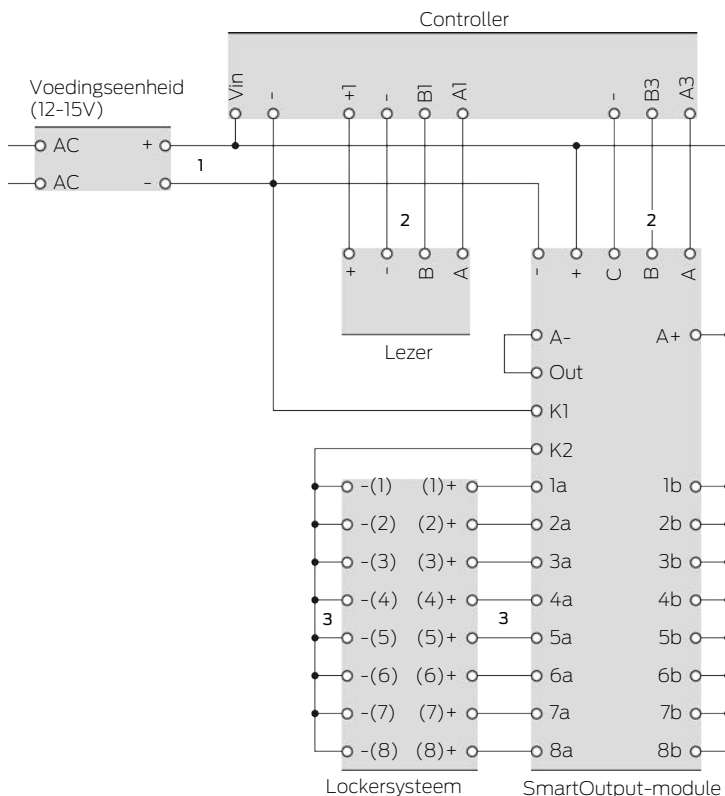 Controller
Voedingseenheid
(12-15V)
Vin - +1 - B1 A1 - B3 A3
AC +
AC -
1
2 2
+ - B A
- + C B A
Lezer
A- A+
Out
K1
K2
-(1) (1)+ 1a 1b
-(2) (2)+ 2a 2b
-(3) (3)+ 3a 3b
-(4) (4)+ 4a 4b
3 -(5) (5)+ 3 5a 5b
-(6) (6)+ 6a 6b
-(7) (7)+ 7a 7b
-(8) (8)+ 8a 8b
Lockersysteem
SmartOutput-module